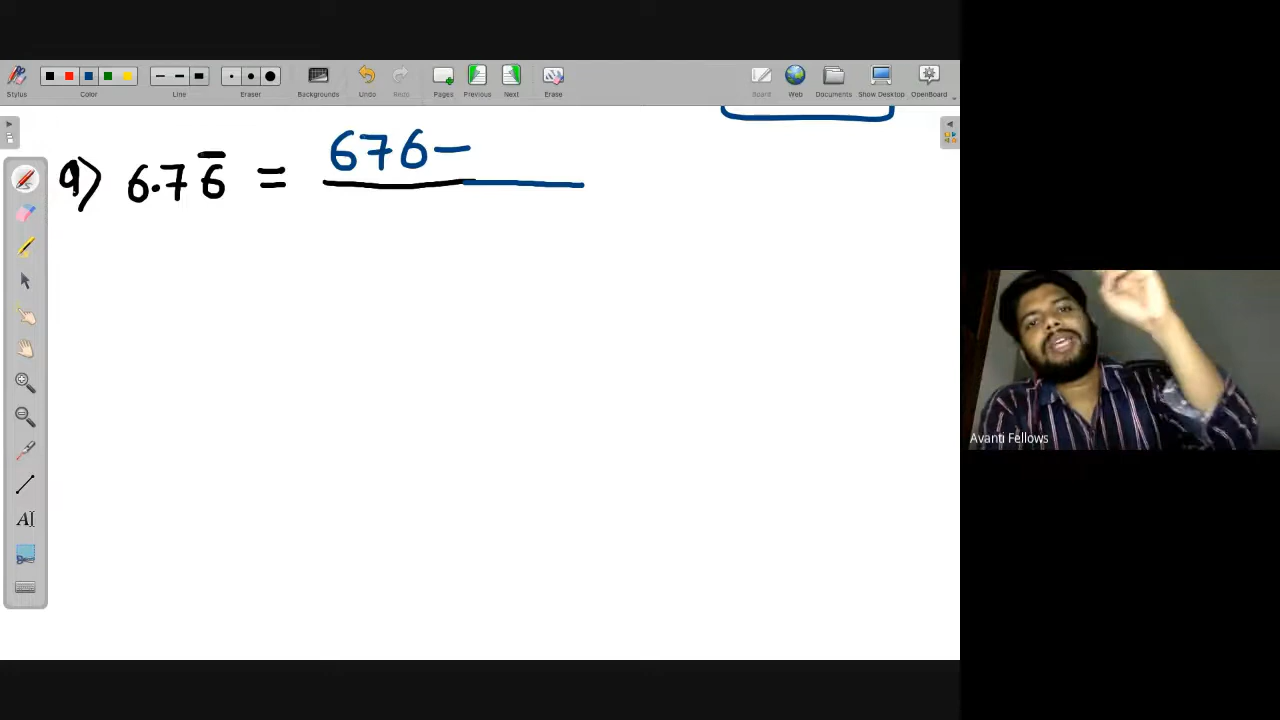 Stylus Color Line Eraser Backgrounds Undo Redo Pages Previous Next Erase Board Web Documents Show Desktop OpenBoard
9) 6.76̅ = 676-
AI
Avanti Fellows